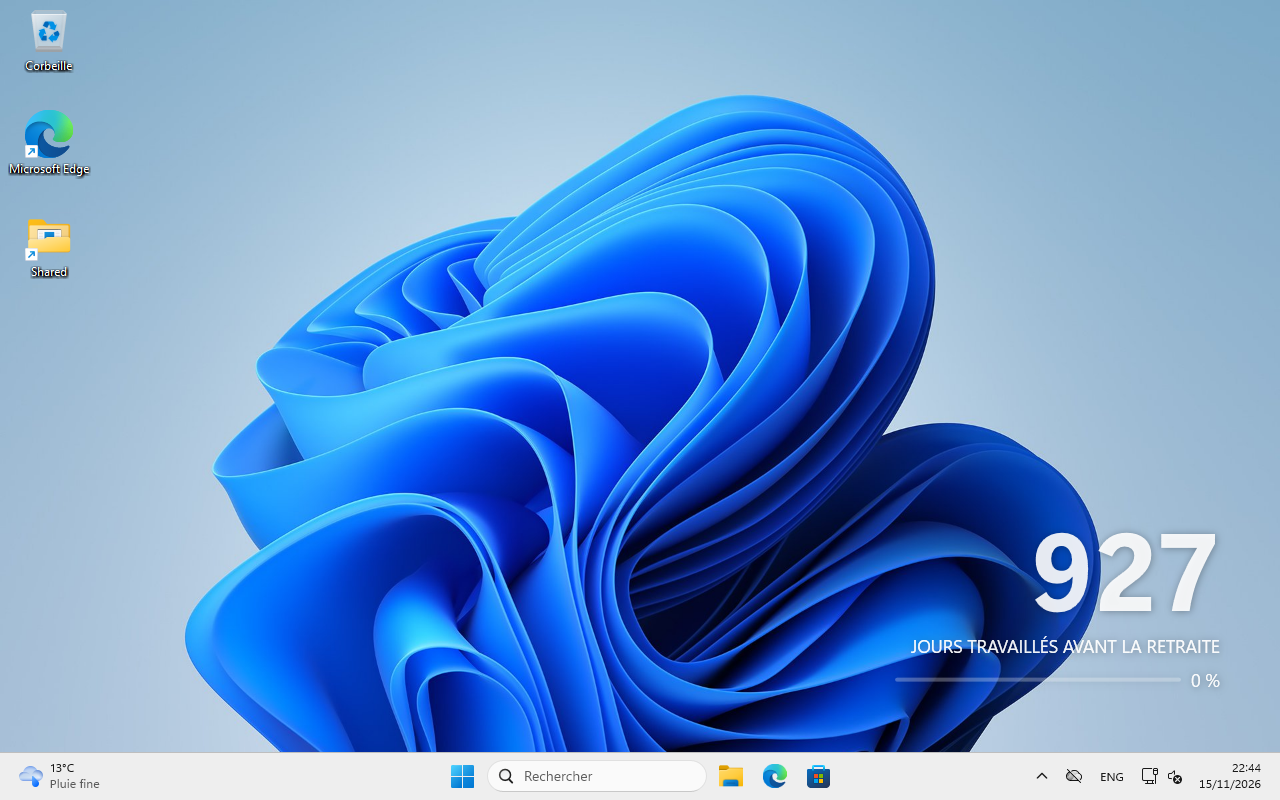 Corbeille
Microsoft Edge
Shared
927
JOURS TRAVAILLÉS AVANT LA RETRAITE
0 %
13°C
Pluie fine
Rechercher
ENG
22:44
15/11/2026